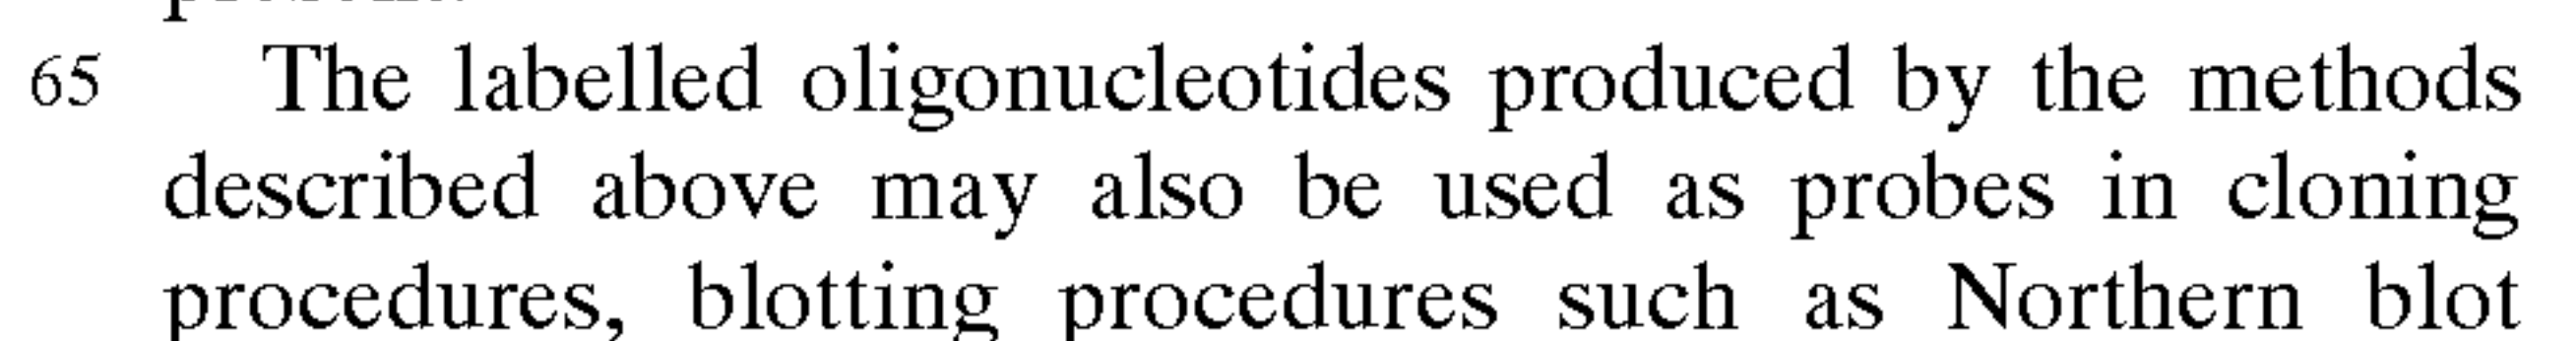 65 The labelled oligonucleotides produced by the methods
described above may also be used as probes in cloning
procedures, blotting procedures such as Northern blot